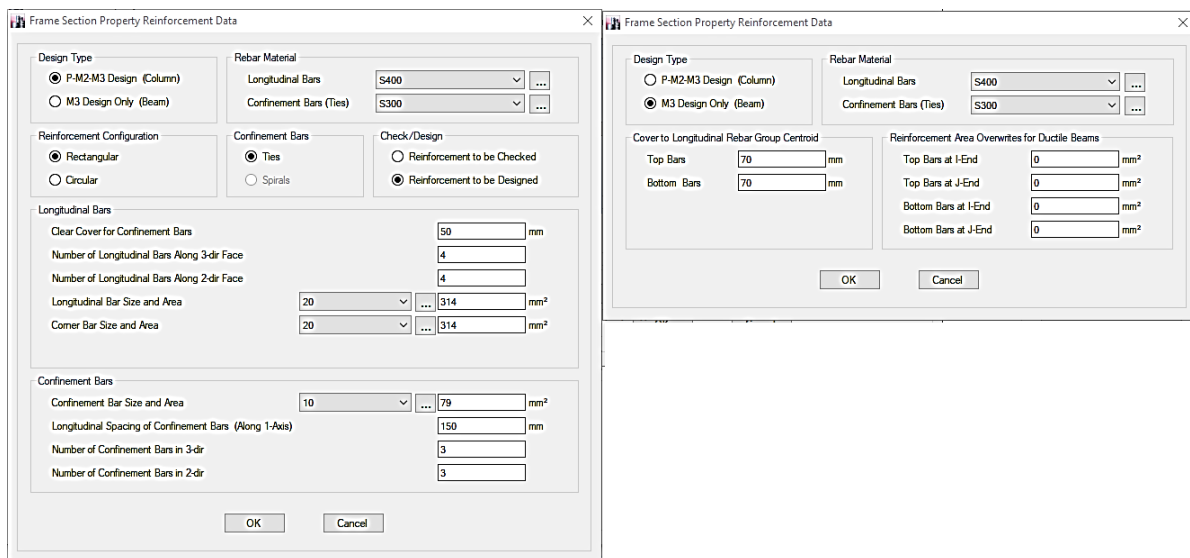 Frame Section Property Reinforcement Data
Design Type
P-M2-M3 Design (Column)
M3 Design Only (Beam)
Rebar Material
Longitudinal Bars S400 ...
Confinement Bars (Ties) S300 ...
Reinforcement Configuration
Rectangular
Circular
Confinement Bars
Ties
Spirals
Check/Design
Reinforcement to be Checked
Reinforcement to be Designed
Longitudinal Bars
Clear Cover for Confinement Bars 50 mm
Number of Longitudinal Bars Along 3-dir Face 4
Number of Longitudinal Bars Along 2-dir Face 4
Longitudinal Bar Size and Area 20 ... 314 mm²
Corner Bar Size and Area 20 ... 314 mm²
Confinement Bars
Confinement Bar Size and Area 10 ... 79 mm²
Longitudinal Spacing of Confinement Bars (Along 1-Axis) 150 mm
Number of Confinement Bars in 3-dir 3
Number of Confinement Bars in 2-dir 3
OK Cancel
Frame Section Property Reinforcement Data
Design Type
P-M2-M3 Design (Column)
M3 Design Only (Beam)
Rebar Material
Longitudinal Bars S400 ...
Confinement Bars (Ties) S300 ...
Cover to Longitudinal Rebar Group Centroid
Top Bars 70 mm
Bottom Bars 70 mm
Reinforcement Area Overwrites for Ductile Beams
Top Bars at I-End 0 mm²
Top Bars at J-End 0 mm²
Bottom Bars at I-End 0 mm²
Bottom Bars at J-End 0 mm²
OK Cancel